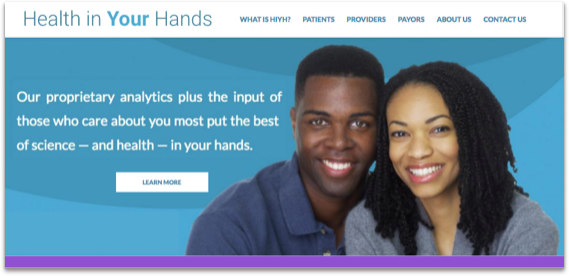 Health in Your Hands
WHAT IS HIYH? PATIENTS PROVIDERS PAYORS ABOUT US CONTACT US
Our proprietary analytics plus the input of
those who care about you most put the best
of science — and health — in your hands.
LEARN MORE